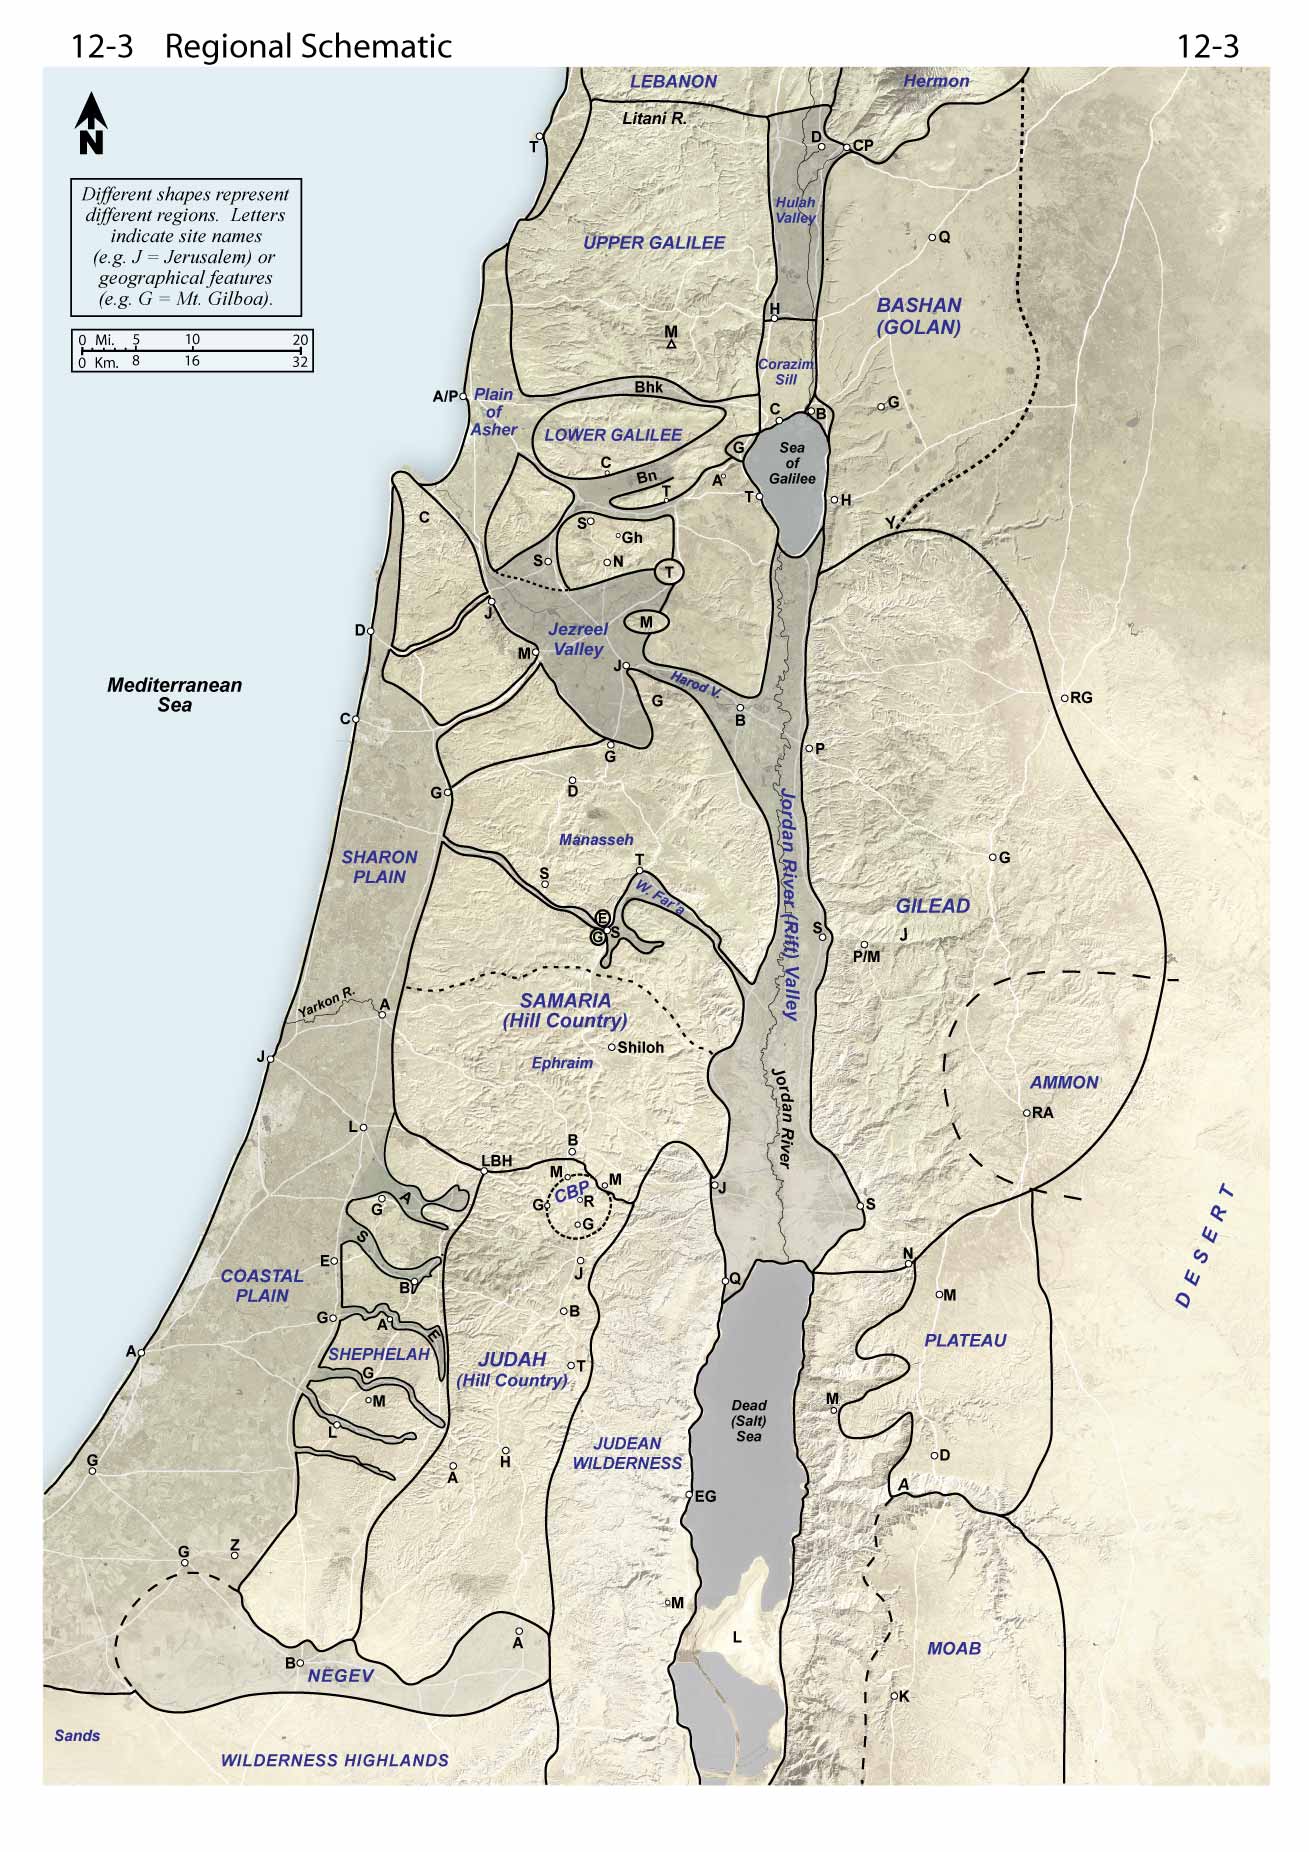 12-3 Regional Schematic 12-3
LEBANON
Hermon
N
Litani R.
T
D
CP
Different shapes represent
different regions. Letters
indicate site names
(e.g. J = Jerusalem) or
geographical features
(e.g. G = Mt. Gilboa).
Hulah
Valley
UPPER GALILEE
Q
BASHAN
(GOLAN)
H
M
0 Mi. 5 10 20
0 Km. 8 16 32
Corazim
Sill
Bhk
A/P
Plain
of
Asher
G
C
B
LOWER GALILEE
G
Sea
of
Galilee
C
Bn
A
T
T
H
C
S
Gh
Y
S
N
T
J
M
D
Jezreel
Valley
M
J
Harod V.
Mediterranean
Sea
G
RG
C
B
G
P
D
G
Jordan River (Rift) Valley
Manasseh
SHARON
PLAIN
G
T
S
W. Far'a
GILEAD
E
G
S
S
J
P/M
Yarkon R.
A
SAMARIA
(Hill Country)
Shiloh
Ephraim
J
Jordan River
AMMON
RA
L
B
LBH
M
M
CBP
G
R
G
J
S
A
G
S
DESERT
E
B
J
N
Q
COASTAL
PLAIN
M
B
G
A
E
PLATEAU
A
SHEPHELAH
JUDAH
(Hill Country)
T
G
M
L
Dead
(Salt)
Sea
M
JUDEAN
WILDERNESS
G
A
H
D
A
EG
G
Z
M
A
L
B
NEGEV
MOAB
K
Sands
WILDERNESS HIGHLANDS